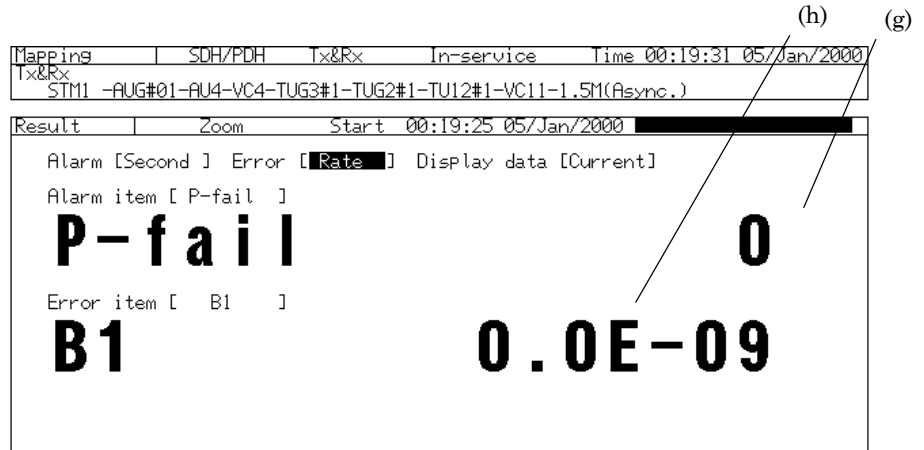 (h) (g)
Mapping SDH/PDH Tx&Rx In-service Time 00:19:31 05/Jan/2000
Tx&Rx
STM1 -AUG#01-AU4-VC4-TUG3#1-TUG2#1-TU12#1-VC11-1.5M(Async.)
Result Zoom Start 00:19:25 05/Jan/2000
Alarm [Second ] Error [ Rate ] Display data [Current]
Alarm item [ P-fail ]
P-fail 0
Error item [ B1 ]
B1 0.0E-09